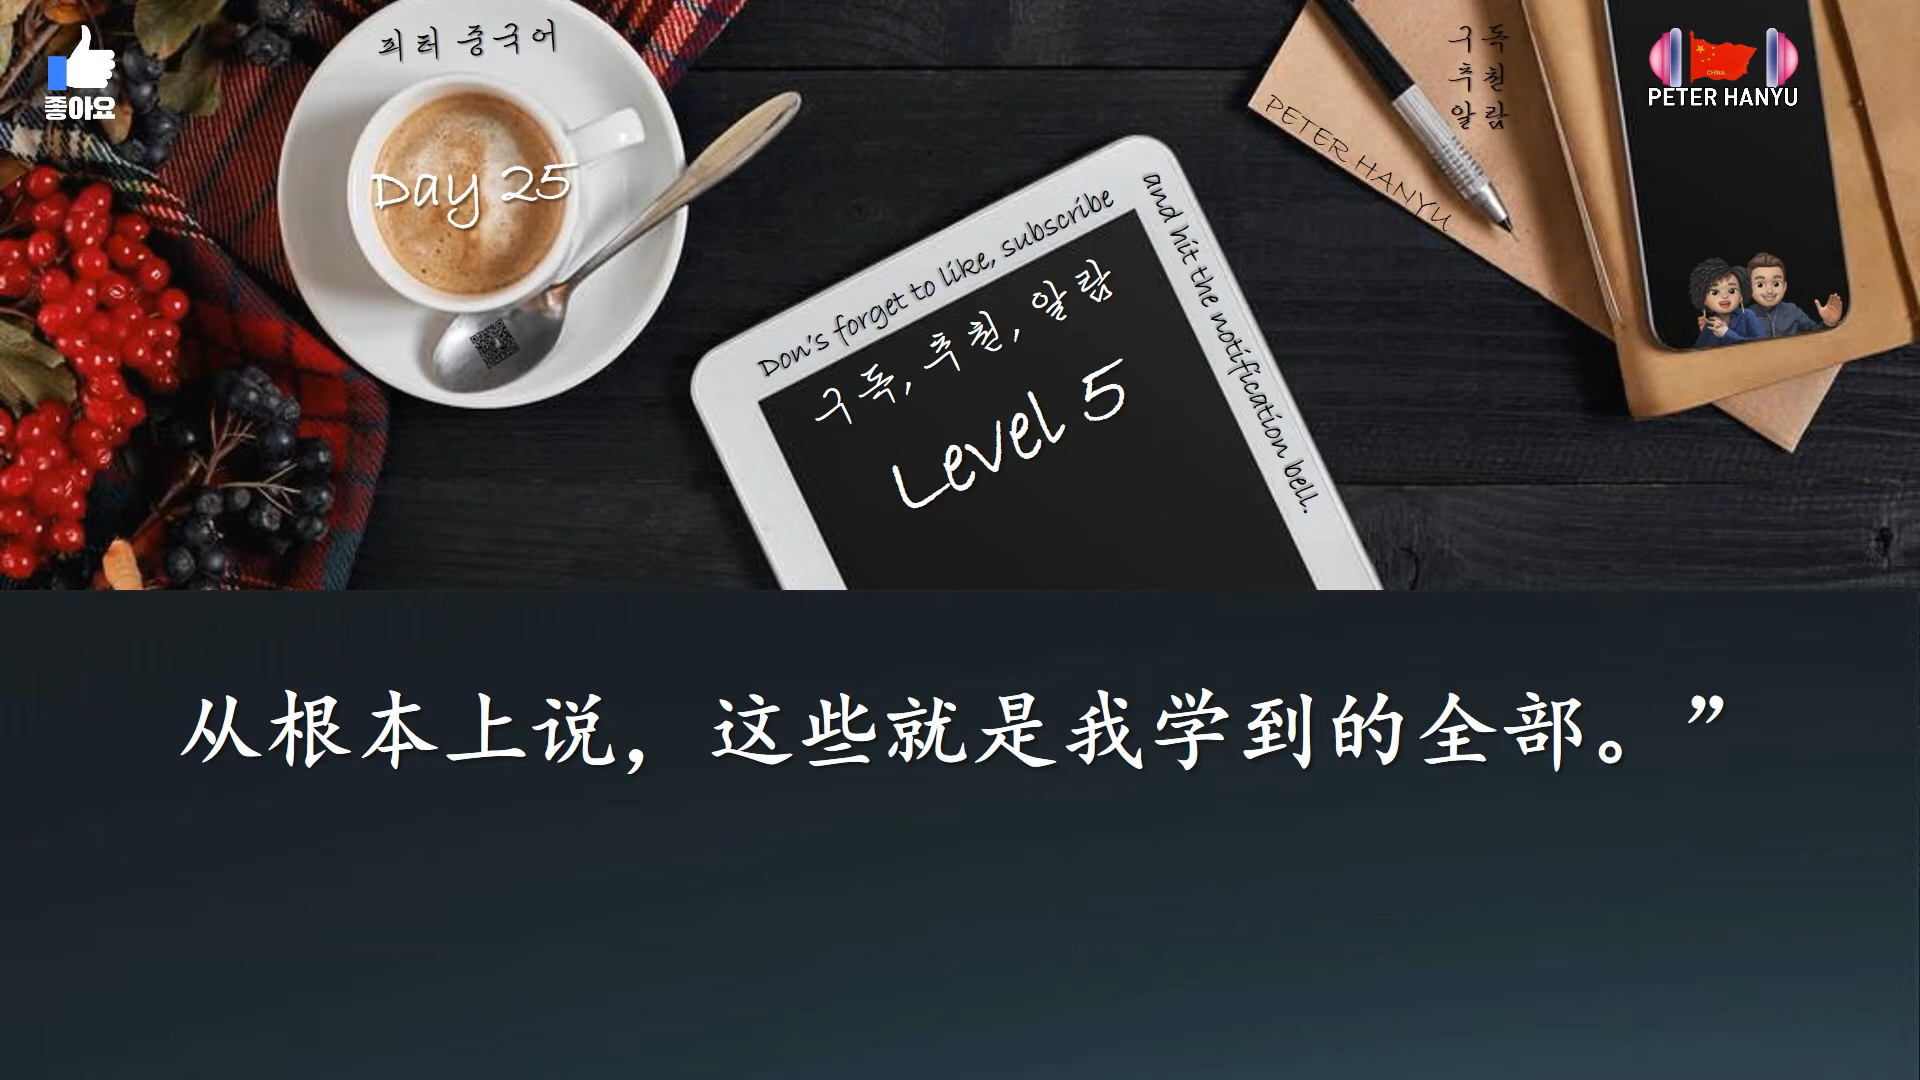 좋아요
피터 중국어
Day 25
Don's forget to like, subscribe
and hit the notification bell.
구독, 추천, 알람
Level 5
PETER HANYU
구독
추천
알람
CHINA
PETER HANYU
从根本上说，这些就是我学到的全部。”